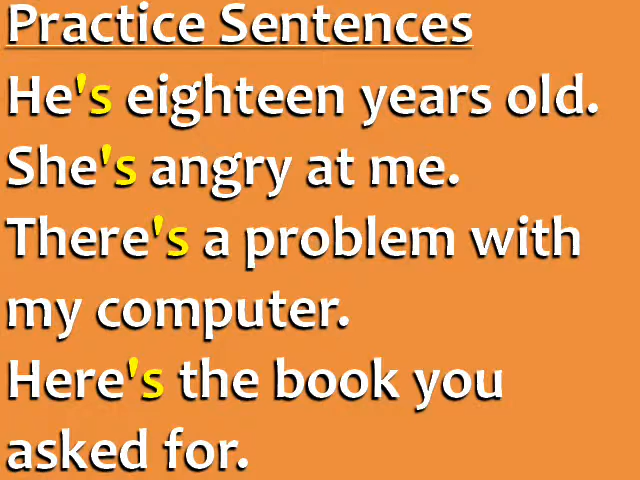 Practice Sentences
He's eighteen years old.
She's angry at me.
There's a problem with
my computer.
Here's the book you
asked for.